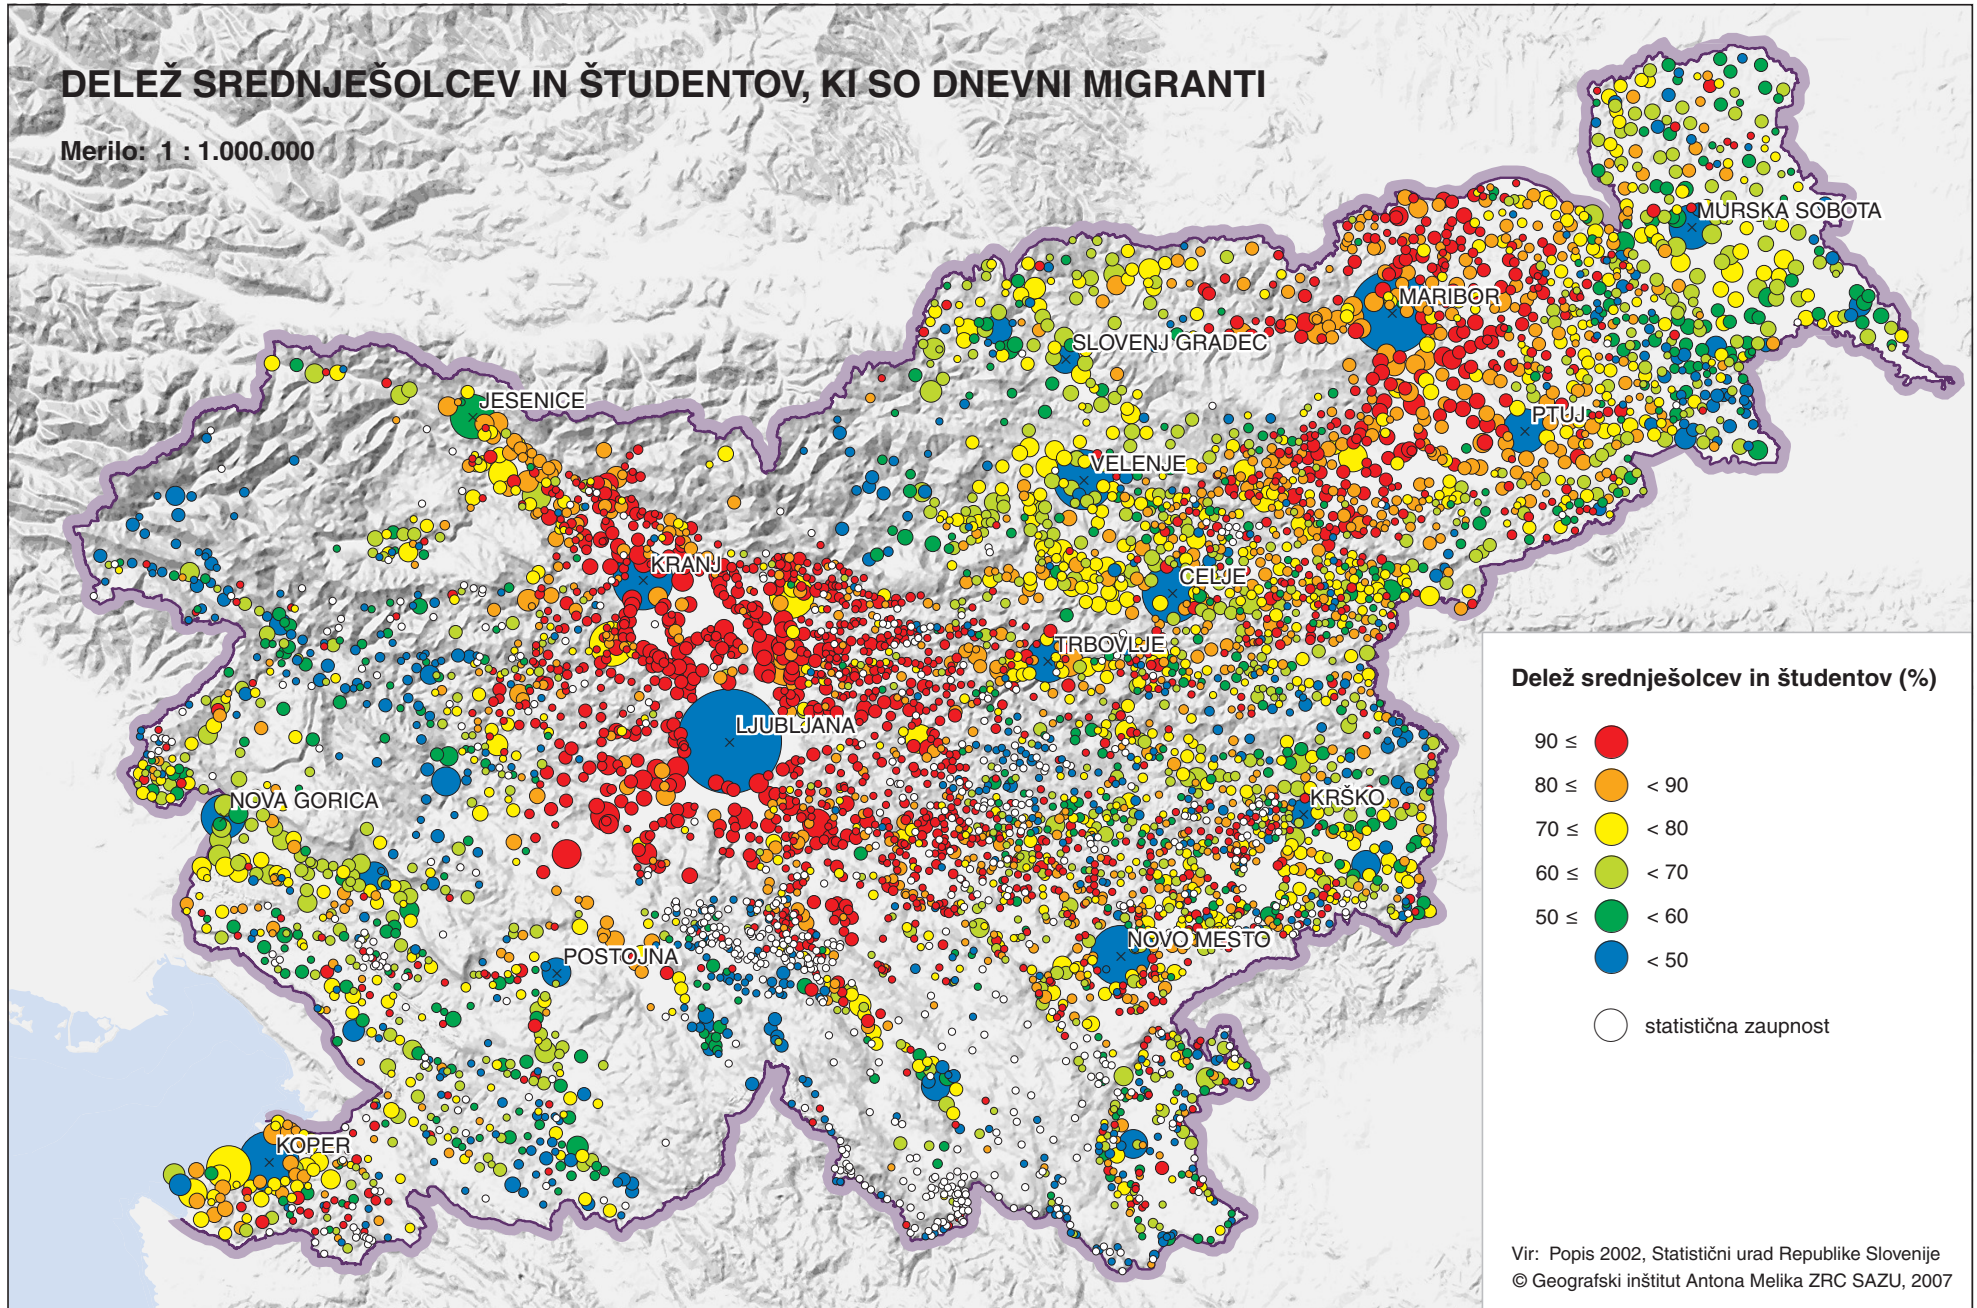 DELEŽ SREDNJEŠOLCEV IN ŠTUDENTOV, KI SO DNEVNI MIGRANTI
Merilo: 1 : 1.000.000
MURSKA SOBOTA
MARIBOR
SLOVENJ GRADEC
JESENICE
PTUJ
VELENJE
KRANJ
CELJE
TRBOVLJE
LJUBLJANA
NOVA GORICA
KRŠKO
NOVO MESTO
POSTOJNA
KOPER
Delež srednješolcev in študentov (%)
90 ≤
80 ≤ < 90
70 ≤ < 80
60 ≤ < 70
50 ≤ < 60
< 50
statistična zaupnost
Vir: Popis 2002, Statistični urad Republike Slovenije
© Geografski inštitut Antona Melika ZRC SAZU, 2007